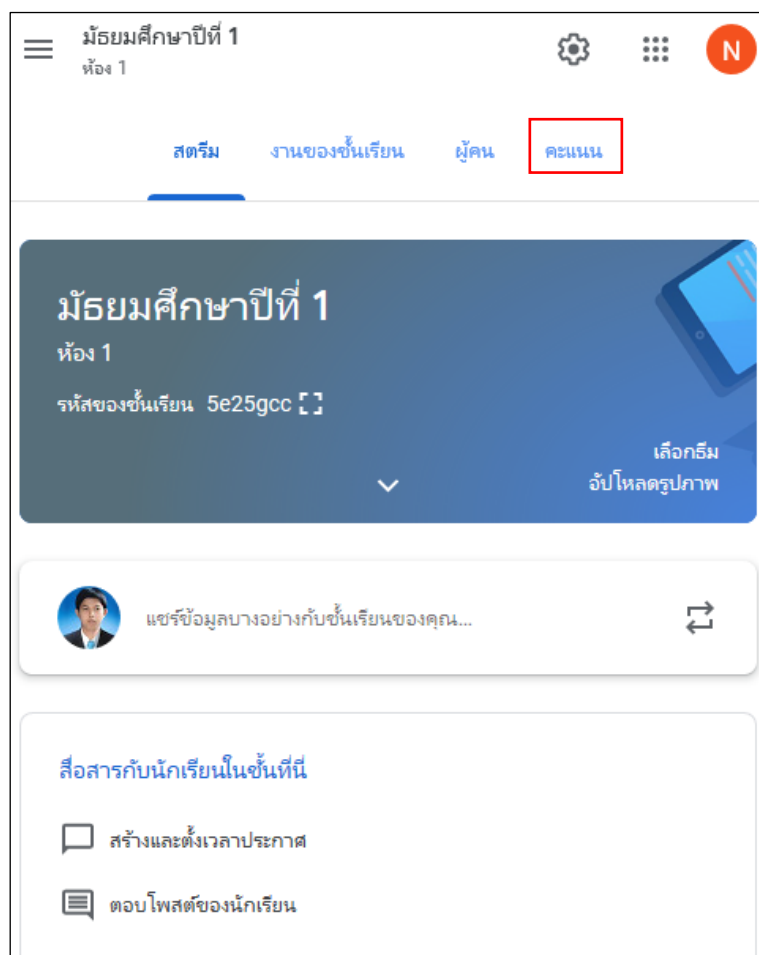 มัธยมศึกษาปีที่ 1
ห้อง 1
N
สตรีม งานของชั้นเรียน ผู้คน คะแนน
มัธยมศึกษาปีที่ 1
ห้อง 1
รหัสของชั้นเรียน 5e25gcc
เลือกธีม
อัปโหลดรูปภาพ
แชร์ข้อมูลบางอย่างกับชั้นเรียนของคุณ...
สื่อสารกับนักเรียนในชั้นที่นี่
สร้างและตั้งเวลาประกาศ
ตอบโพสต์ของนักเรียน